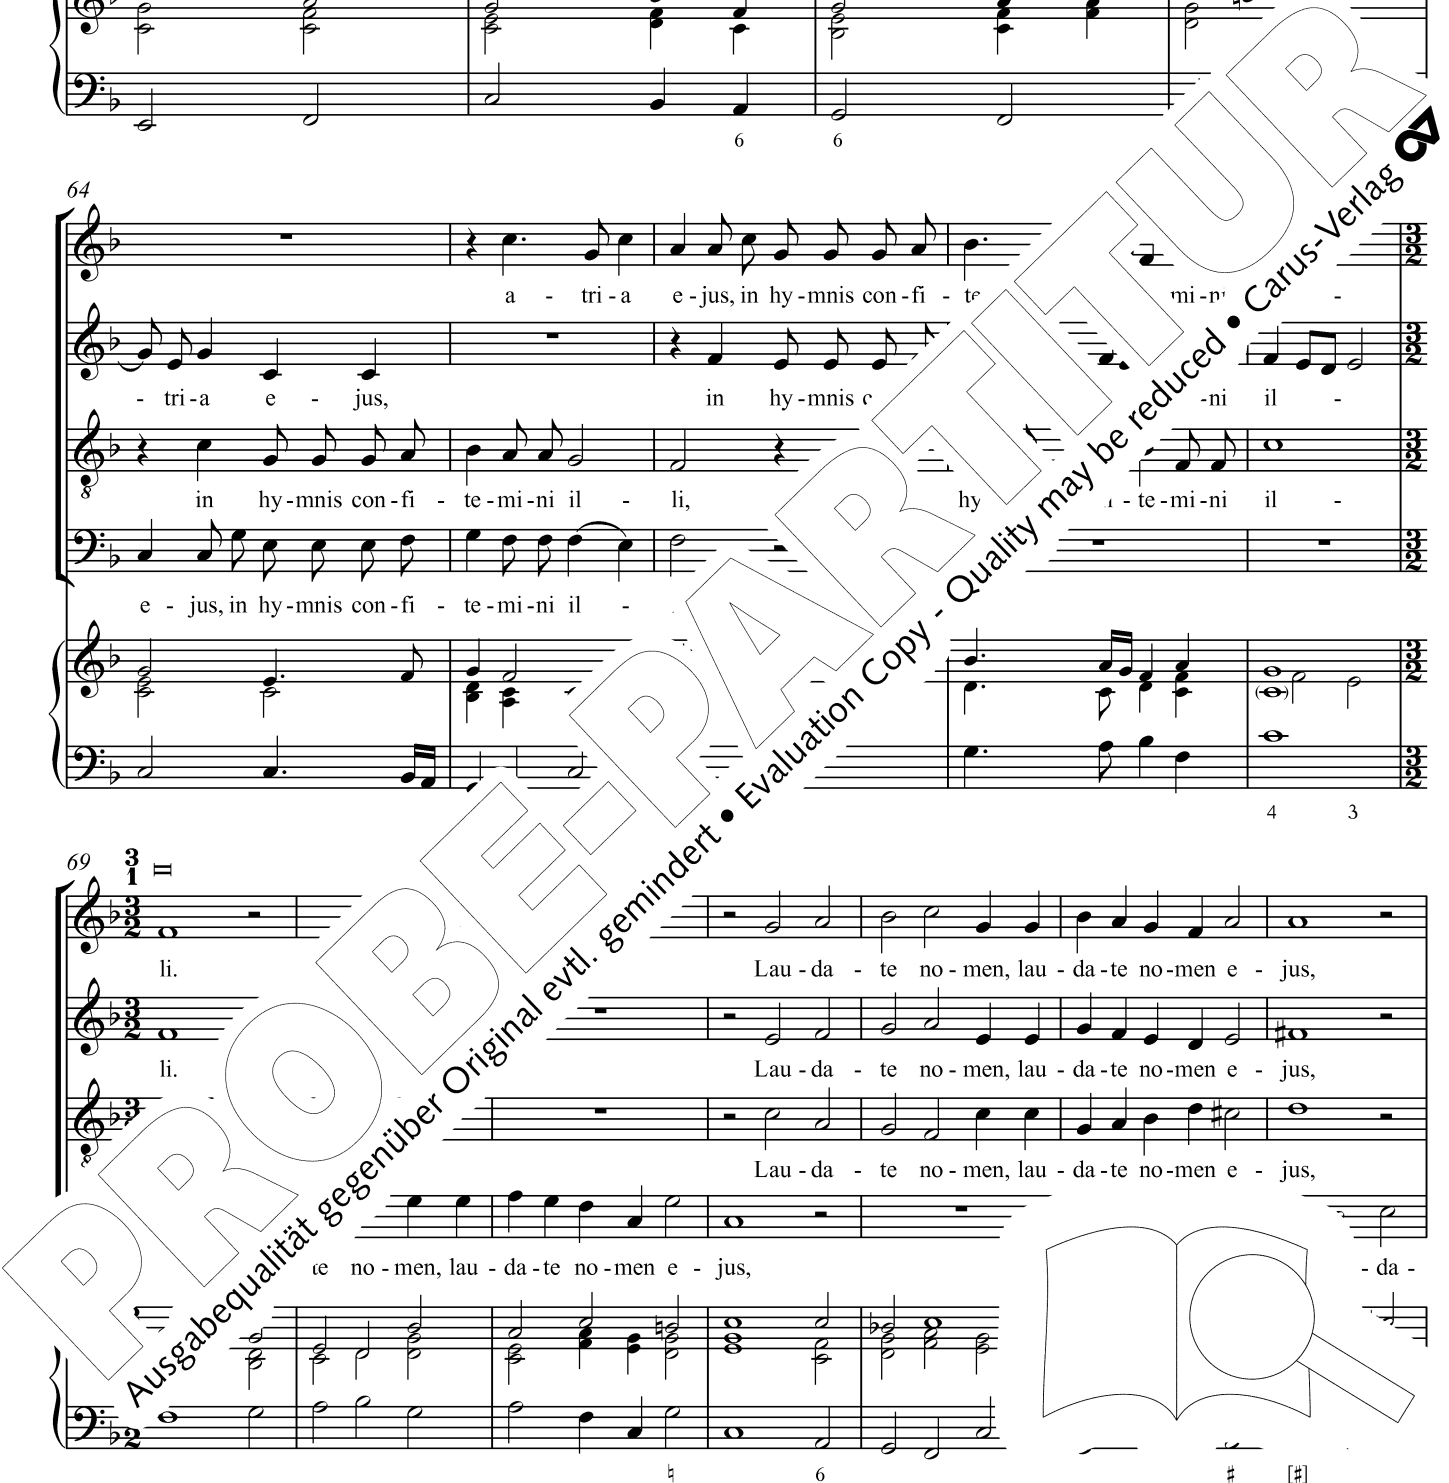 6 6
64
a - tri - a e - jus, in hy - mnis con - fi - te
- tri - a e - jus, in hy - mnis - ni il -
in hy - mnis con - fi - te - mi - ni il - li, hy - te - mi - ni il -
e - jus, in hy - mnis con - fi - te - mi - ni il -
4 3
69
li. Lau - da - te no - men, lau - da - te no - men e - jus,
li. Lau - da - te no - men, lau - da - te no - men e - jus,
Lau - da - te no - men, lau - da - te no - men e - jus,
te no - men, lau - da - te no - men e - jus, - da -
♮ 6 # [#]
PROBE-PARTITUR
Ausgabequalität gegenüber Original evtl. gemindert • Evaluation Copy - Quality may be reduced • Carus-Verlag